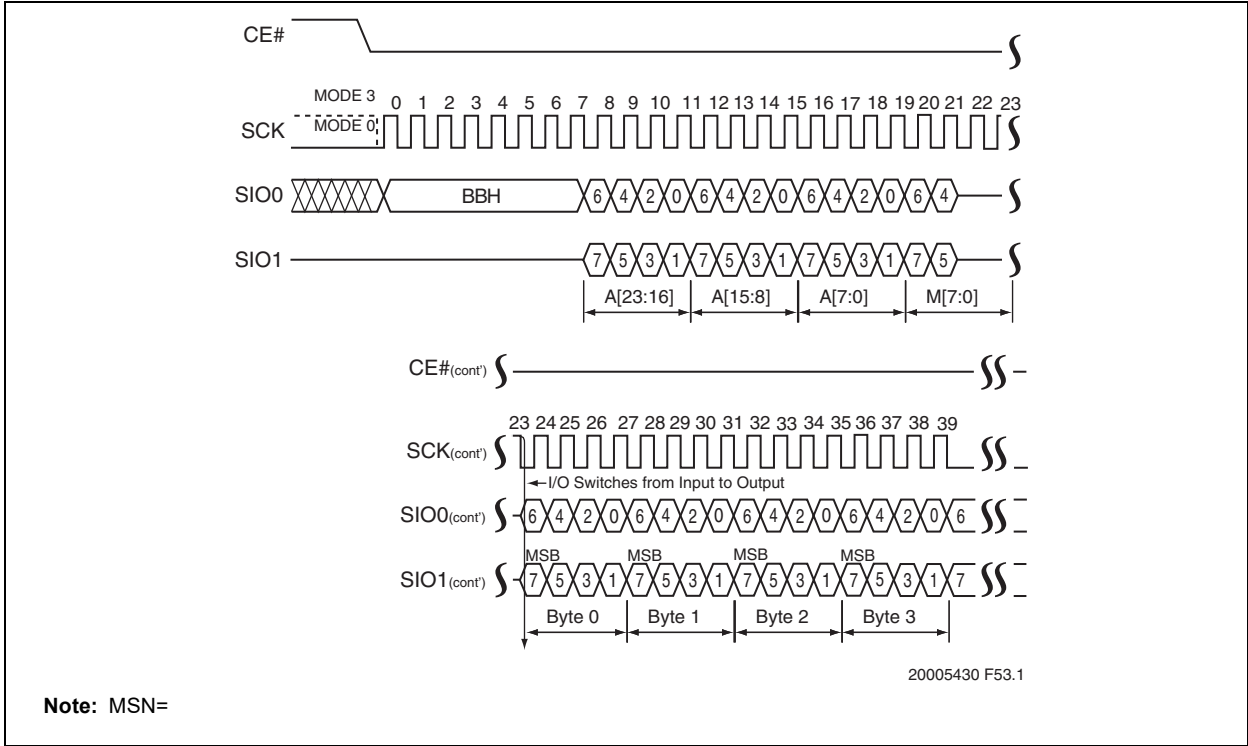 CE#
MODE 3
0 1 2 3 4 5 6 7 8 9 10 11 12 13 14 15 16 17 18 19 20 21 22 23
SCK
MODE 0
SIO0
BBH
6 4 2 0 6 4 2 0 6 4 2 0 6 4
SIO1
7 5 3 1 7 5 3 1 7 5 3 1 7 5
A[23:16] A[15:8] A[7:0] M[7:0]
CE#(cont')
23 24 25 26 27 28 29 30 31 32 33 34 35 36 37 38 39
SCK(cont')
I/O Switches from Input to Output
SIO0(cont')
6 4 2 0 6 4 2 0 6 4 2 0 6 4 2 0 6
MSB MSB MSB MSB
SIO1(cont')
7 5 3 1 7 5 3 1 7 5 3 1 7 5 3 1 7
Byte 0 Byte 1 Byte 2 Byte 3
20005430 F53.1
Note: MSN=